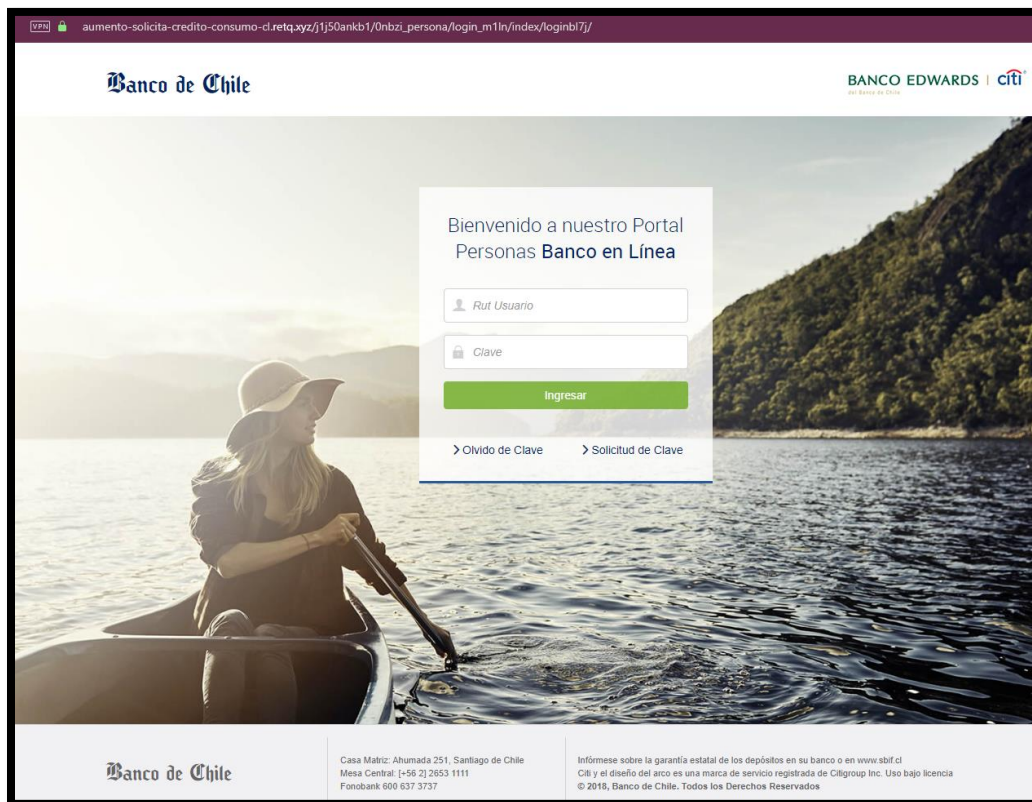 VPN aumento-solicita-credito-consumo-cl.retq.xyz/j1j50ankb1/0nbzi_persona/login_m1ln/index/loginbl7j/
Banco de Chile
BANCO EDWARDS | citi
del Banco de Chile
Bienvenido a nuestro Portal
Personas Banco en Línea
Rut Usuario
Clave
Ingresar
Olvido de Clave
Solicitud de Clave
Banco de Chile
Casa Matriz: Ahumada 251, Santiago de Chile
Mesa Central: [+56 2] 2653 1111
Fonobank 600 637 3737
Infórmese sobre la garantía estatal de los depósitos en su banco o en www.sbif.cl
Citi y el diseño del arco es una marca de servicio registrada de Citigroup Inc. Uso bajo licencia
© 2018, Banco de Chile. Todos los Derechos Reservados